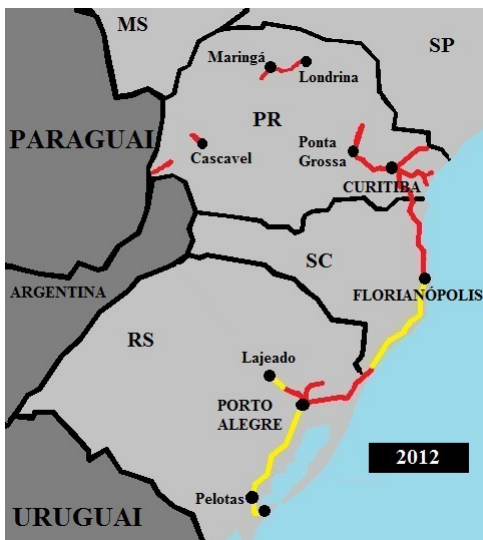 MS
SP
Maringá
Londrina
PARAGUAI
PR
Ponta
Grossa
Cascavel
CURITIBA
SC
ARGENTINA
FLORIANÓPOLIS
RS
Lajeado
PORTO
ALEGRE
2012
Pelotas
URUGUAI